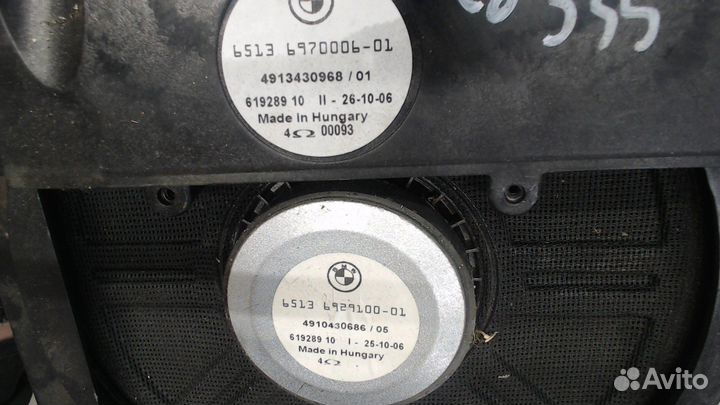 6513 6970006-01
4913430968 / 01
619289 10 II - 26-10-06
Made in Hungary
4Ω 00093
BMW
6513 6929100-01
4910430686 / 05
619289 10 I - 25-10-06
Made in Hungary
4Ω
Avito